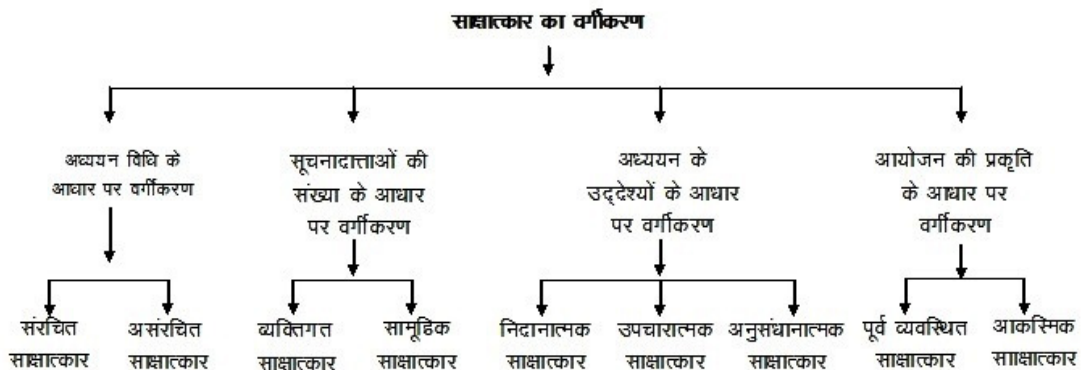 साक्षात्कार का वर्गीकरण
अध्ययन विधि के
आधार पर वर्गीकरण
सूचनादात्ताओं की
संख्या के आधार
पर वर्गीकरण
अध्ययन के
उद्देश्यों के आधार
पर वर्गीकरण
आयोजन की प्रकृति
के आधार पर
वर्गीकरण
संरचित
साक्षात्कार
असंरचित
साक्षात्कार
व्यक्तिगत
साक्षात्कार
सामूहिक
साक्षात्कार
निदानात्मक
साक्षात्कार
उपचारात्मक
साक्षात्कार
अनुसंधानात्मक
साक्षात्कार
पूर्व व्यवस्थित
साक्षात्कार
आकस्मिक
साााक्षात्कार